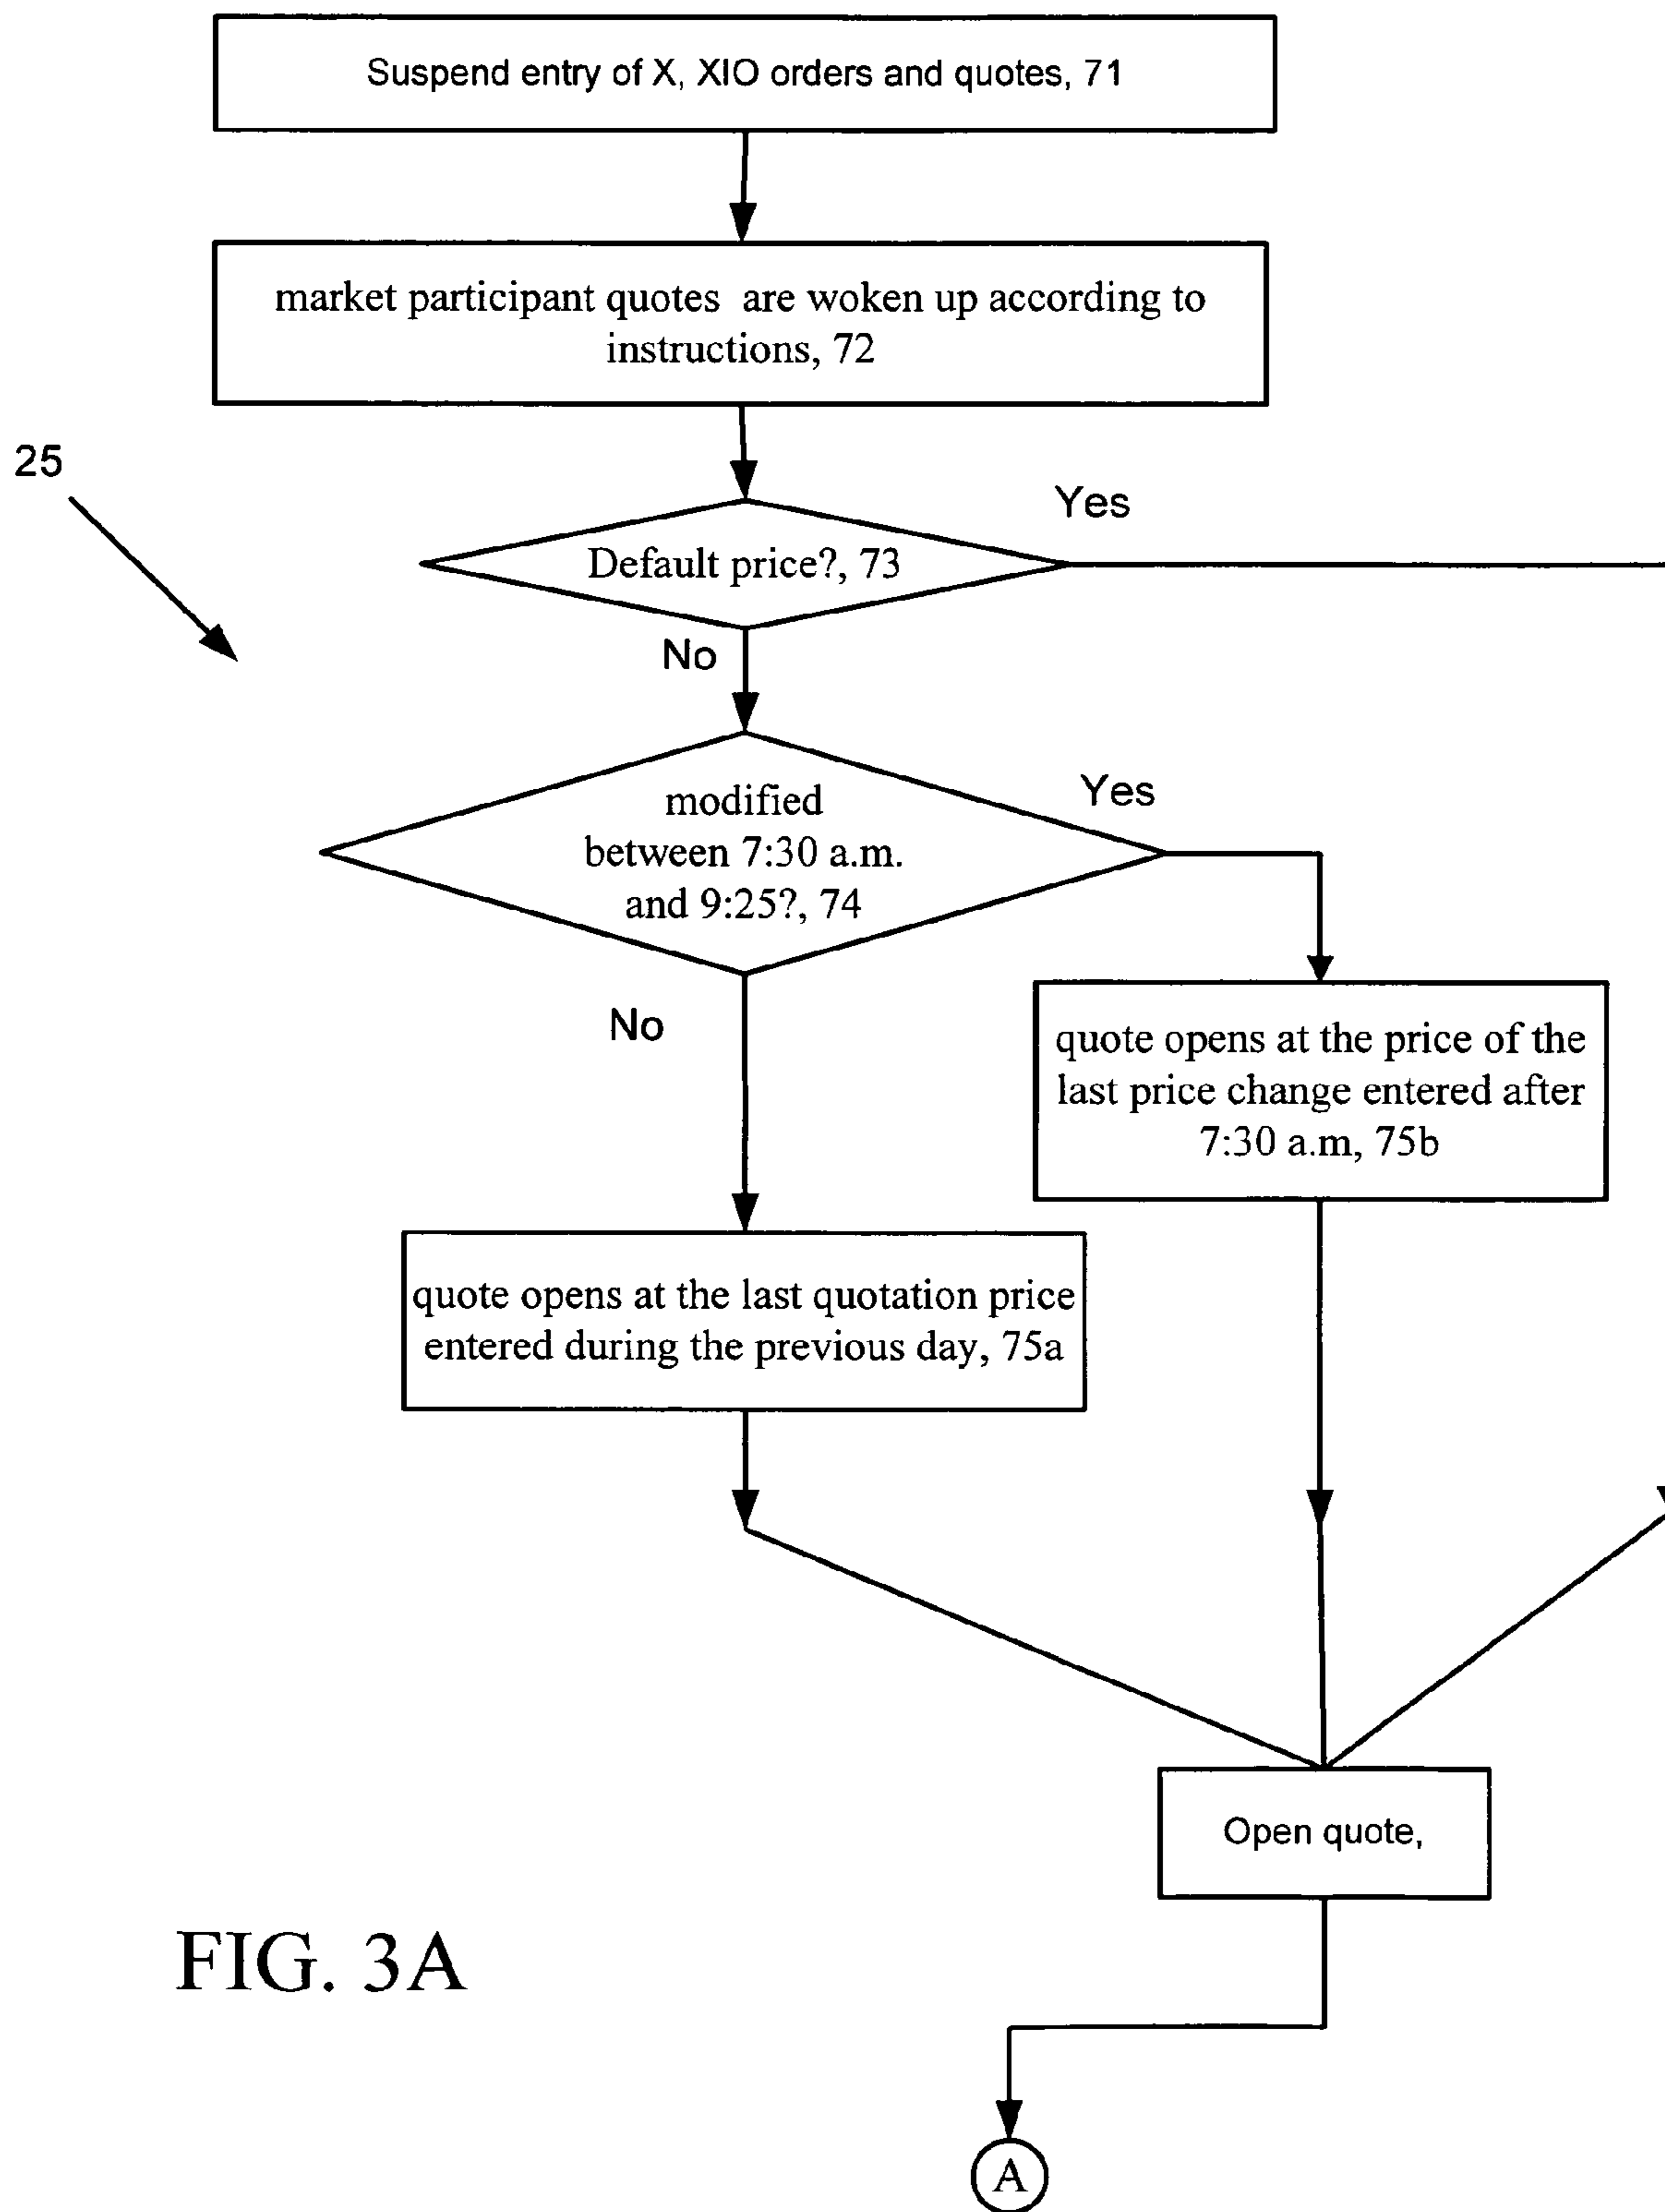 Suspend entry of X, XIO orders and quotes, 71
market participant quotes are woken up according to
instructions, 72
25
Yes
Default price?, 73
No
modified
between 7:30 a.m.
and 9:25?, 74
Yes
No
quote opens at the price of the
last price change entered after
7:30 a.m, 75b
quote opens at the last quotation price
entered during the previous day, 75a
Open quote,
FIG. 3A
A